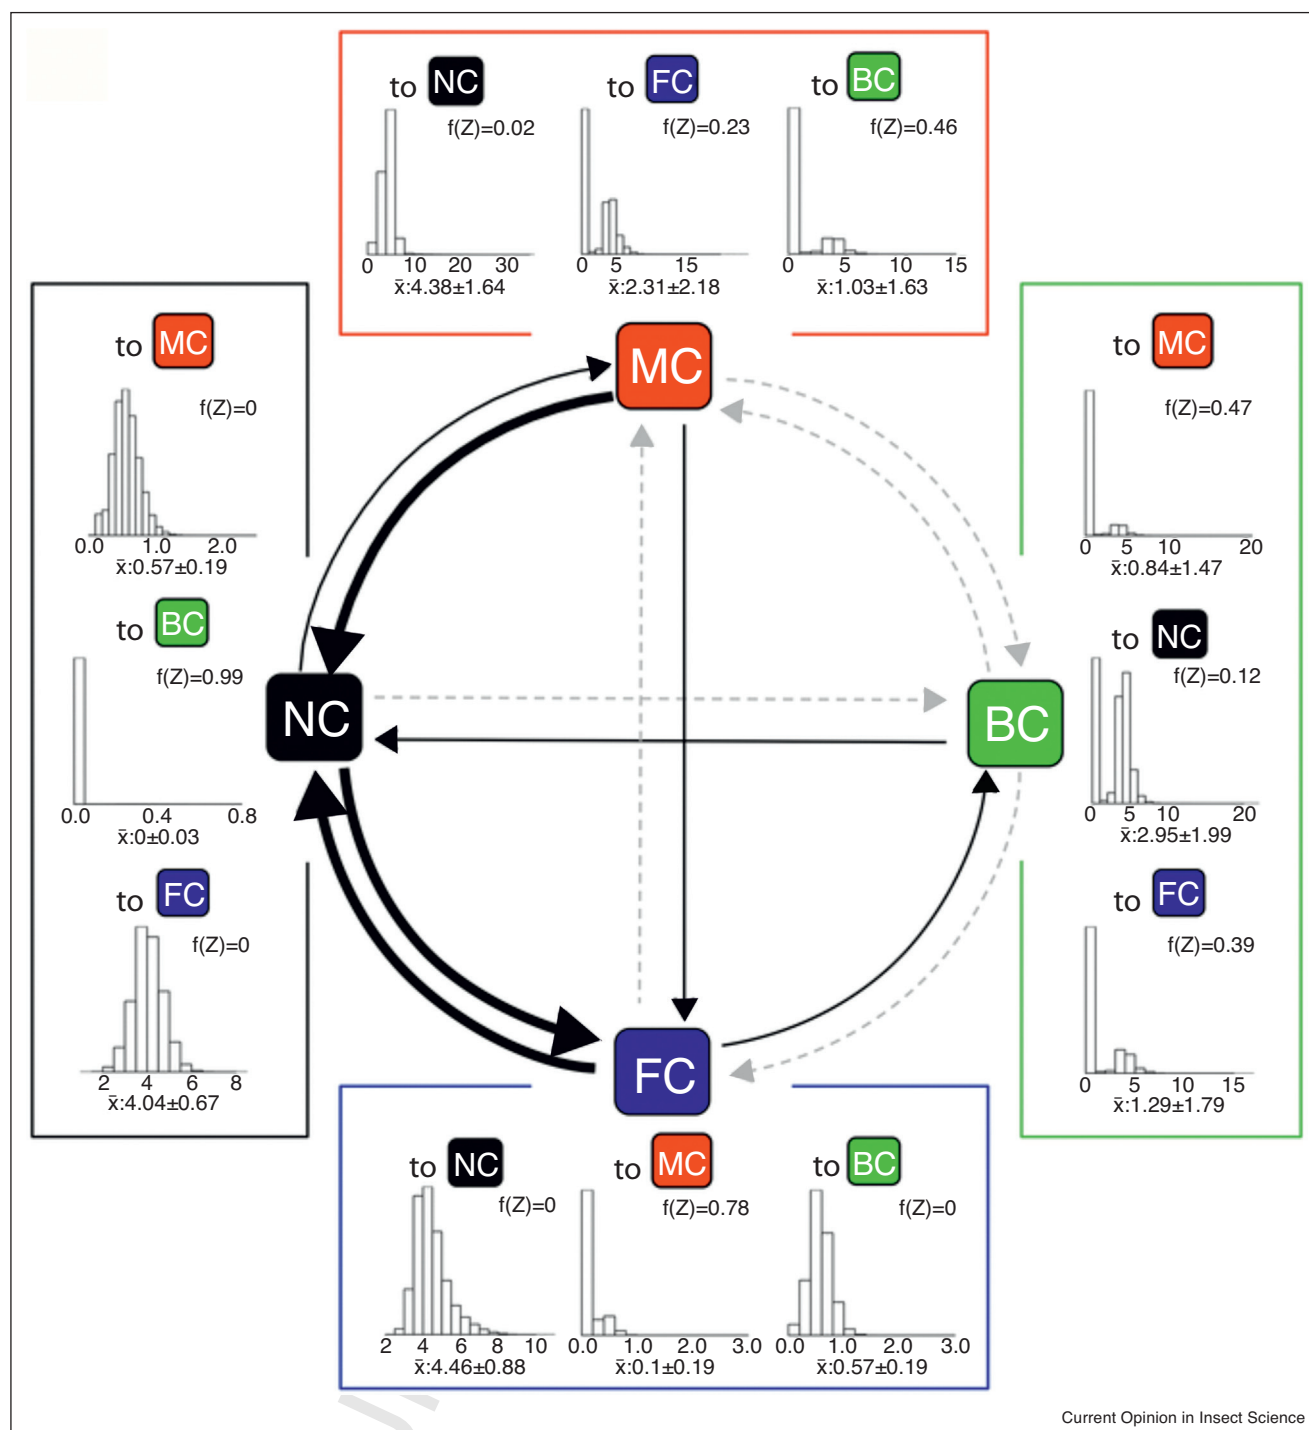 to NC
f(Z)=0.02
0 10 20 30
x̄:4.38±1.64
to FC
f(Z)=0.23
0 5 15
x̄:2.31±2.18
to BC
f(Z)=0.46
0 5 10 15
x̄:1.03±1.63
to MC
f(Z)=0
0.0 1.0 2.0
x̄:0.57±0.19
to BC
f(Z)=0.99
0.0 0.4 0.8
x̄:0±0.03
to FC
f(Z)=0
2 4 6 8
x̄:4.04±0.67
MC
NC
BC
FC
to MC
f(Z)=0.47
0 5 10 20
x̄:0.84±1.47
to NC
f(Z)=0.12
0 5 10 20
x̄:2.95±1.99
to FC
f(Z)=0.39
0 5 10 15
x̄:1.29±1.79
to NC
f(Z)=0
2 4 6 8 10
x̄:4.46±0.88
to MC
f(Z)=0.78
0.0 1.0 2.0 3.0
x̄:0.1±0.19
to BC
f(Z)=0
0.0 1.0 2.0 3.0
x̄:0.57±0.19
Current Opinion in Insect Science